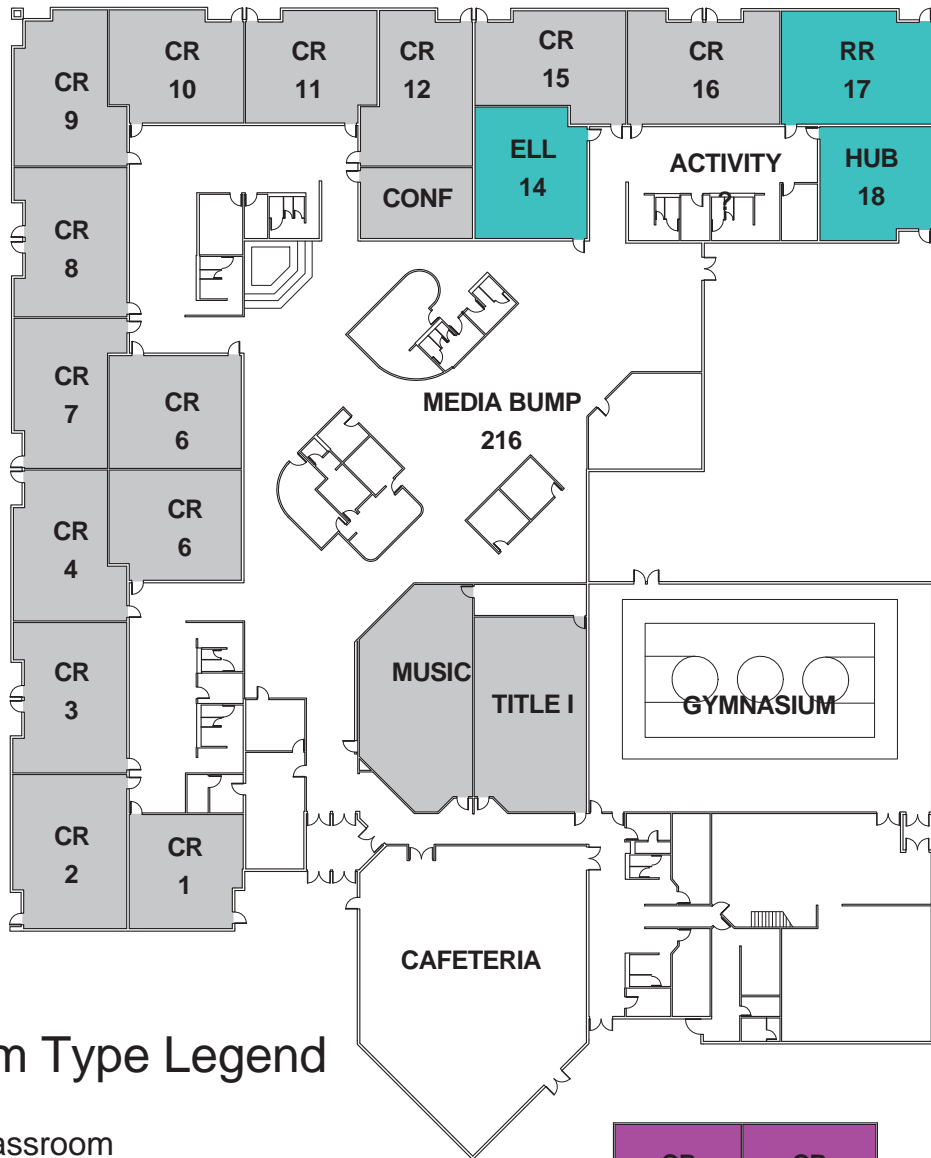 CR
9
CR
10
CR
11
CR
12
CR
15
CR
16
RR
17
ELL
14
ACTIVITY
?
HUB
18
CONF
CR
8
CR
7
CR
6
MEDIA BUMP
216
CR
6
CR
4
CR
3
MUSIC
TITLE I
GYMNASIUM
CR
2
CR
1
CAFETERIA
m Type Legend
assroom